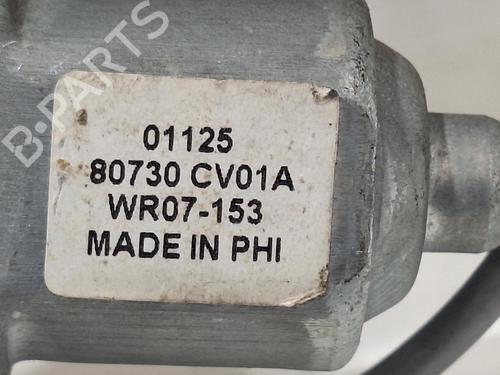 B-PARTS
01125
80730 CV01A
WR07-153
MADE IN PHI